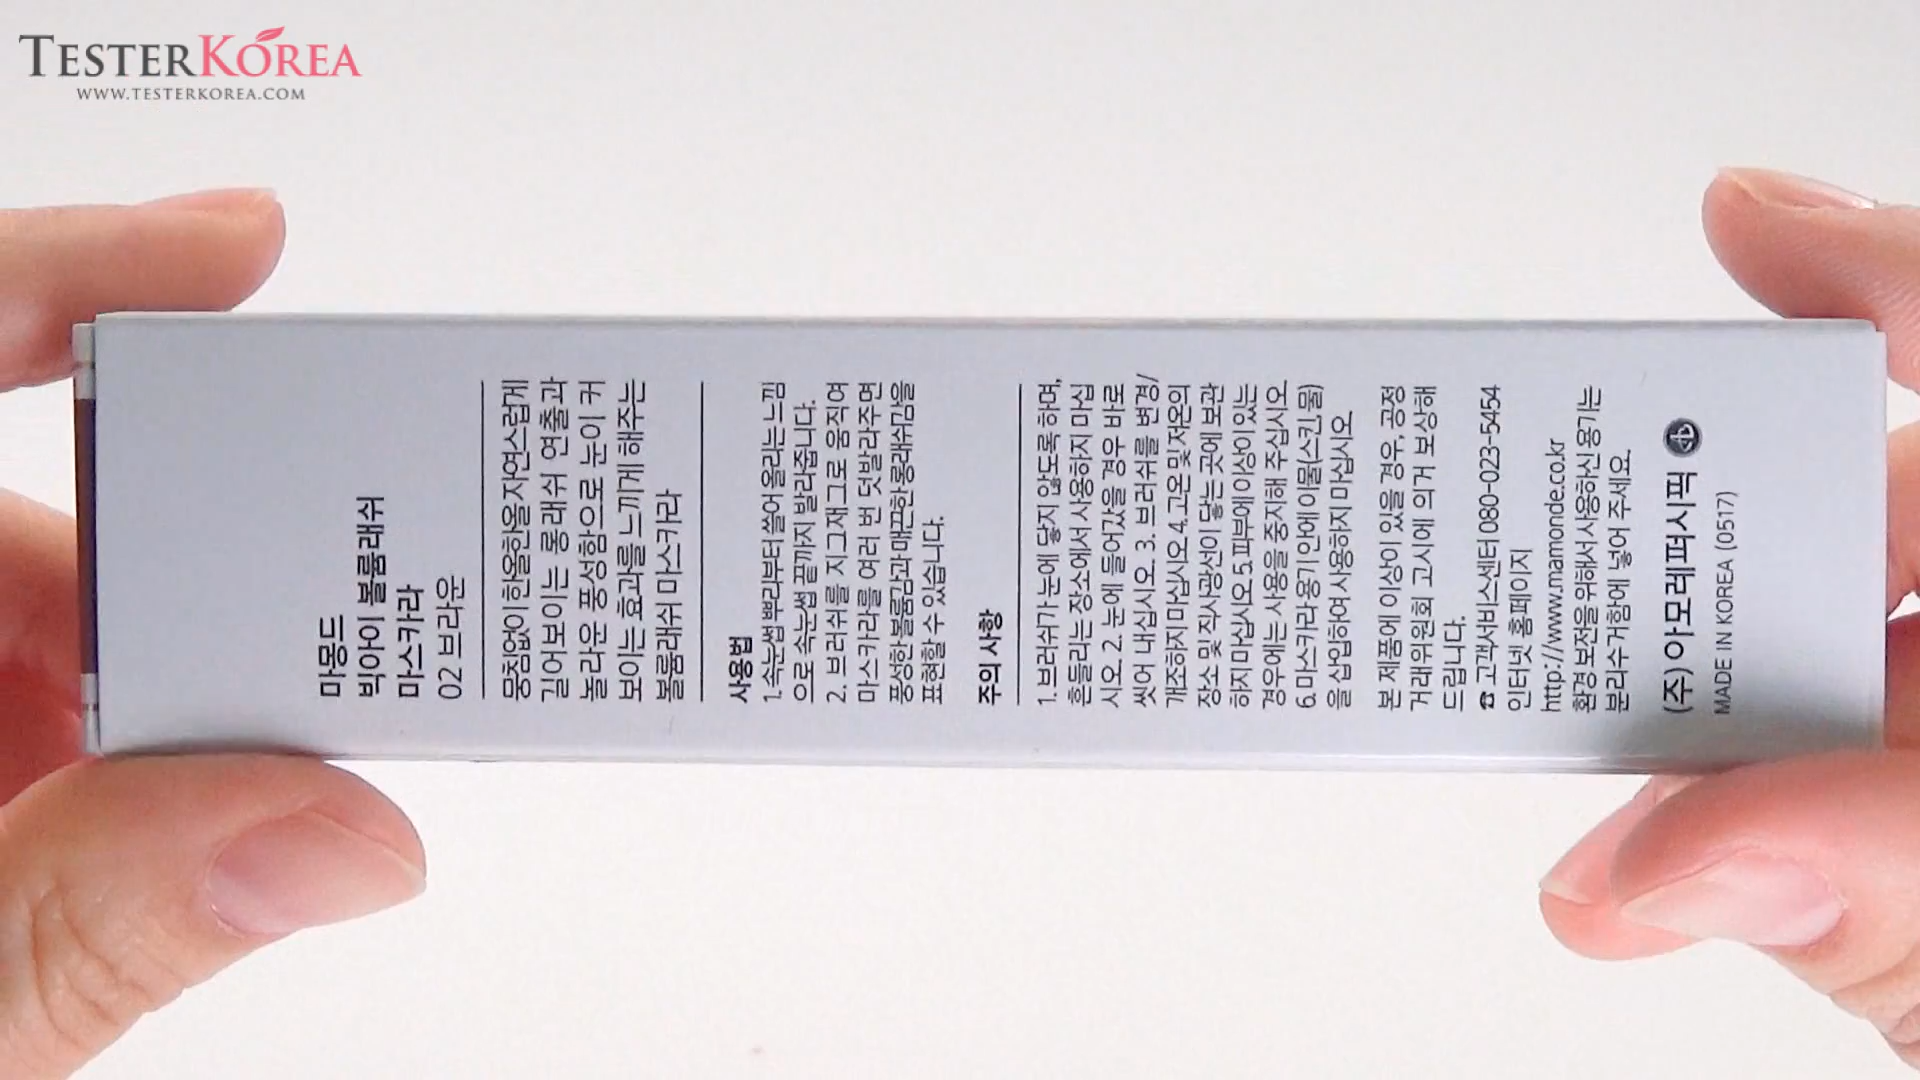 TESTERKOREA
WWW.TESTERKOREA.COM
마몽드
빅아이 볼륨래쉬
마스카라
02 브라운
뭉침없이 한올한올 자연스럽게
길어보이는 롱래쉬 연출과
놀라운 풍성함으로 눈이 커
보이는 효과를 느끼게 해주는
볼륨래쉬 마스카라
사용법
1. 속눈썹 뿌리부터 쓸어 올리는 느낌
으로 속눈썹 끝까지 발라줍니다.
2. 브러쉬를 지그재그로 움직여
마스카라를 여러 번 덧발라주면
풍성한 볼륨감과 매끈한 롱래쉬감을
표현할 수 있습니다.
주의 사항
1. 브러쉬가 눈에 닿지 않도록 하며,
흔들리는 장소에서 사용하지 마십
시오. 2. 눈에 들어갔을 경우 바로
씻어 내십시오. 3. 브러쉬를 변경/
개조하지 마십시오 4. 고온 및 저온의
장소 및 직사광선이 닿는 곳에 보관
하지 마십시오 5. 피부에 이상이 있는
경우에는 사용을 중지해 주십시오
6. 마스카라 용기 안에 이물(스킨,물)
을 삽입하여 사용하지 마십시오
본 제품에 이상이 있을 경우, 공정
거래위원회 고시에 의거 보상해
드립니다.
☎ 고객서비스센터 080-023-5454
인터넷 홈페이지
http://www.mamonde.co.kr
환경 보전을 위해서 사용하신 용기는
분리수거함에 넣어 주세요.
(주) 아모레퍼시픽
MADE IN KOREA (0517)